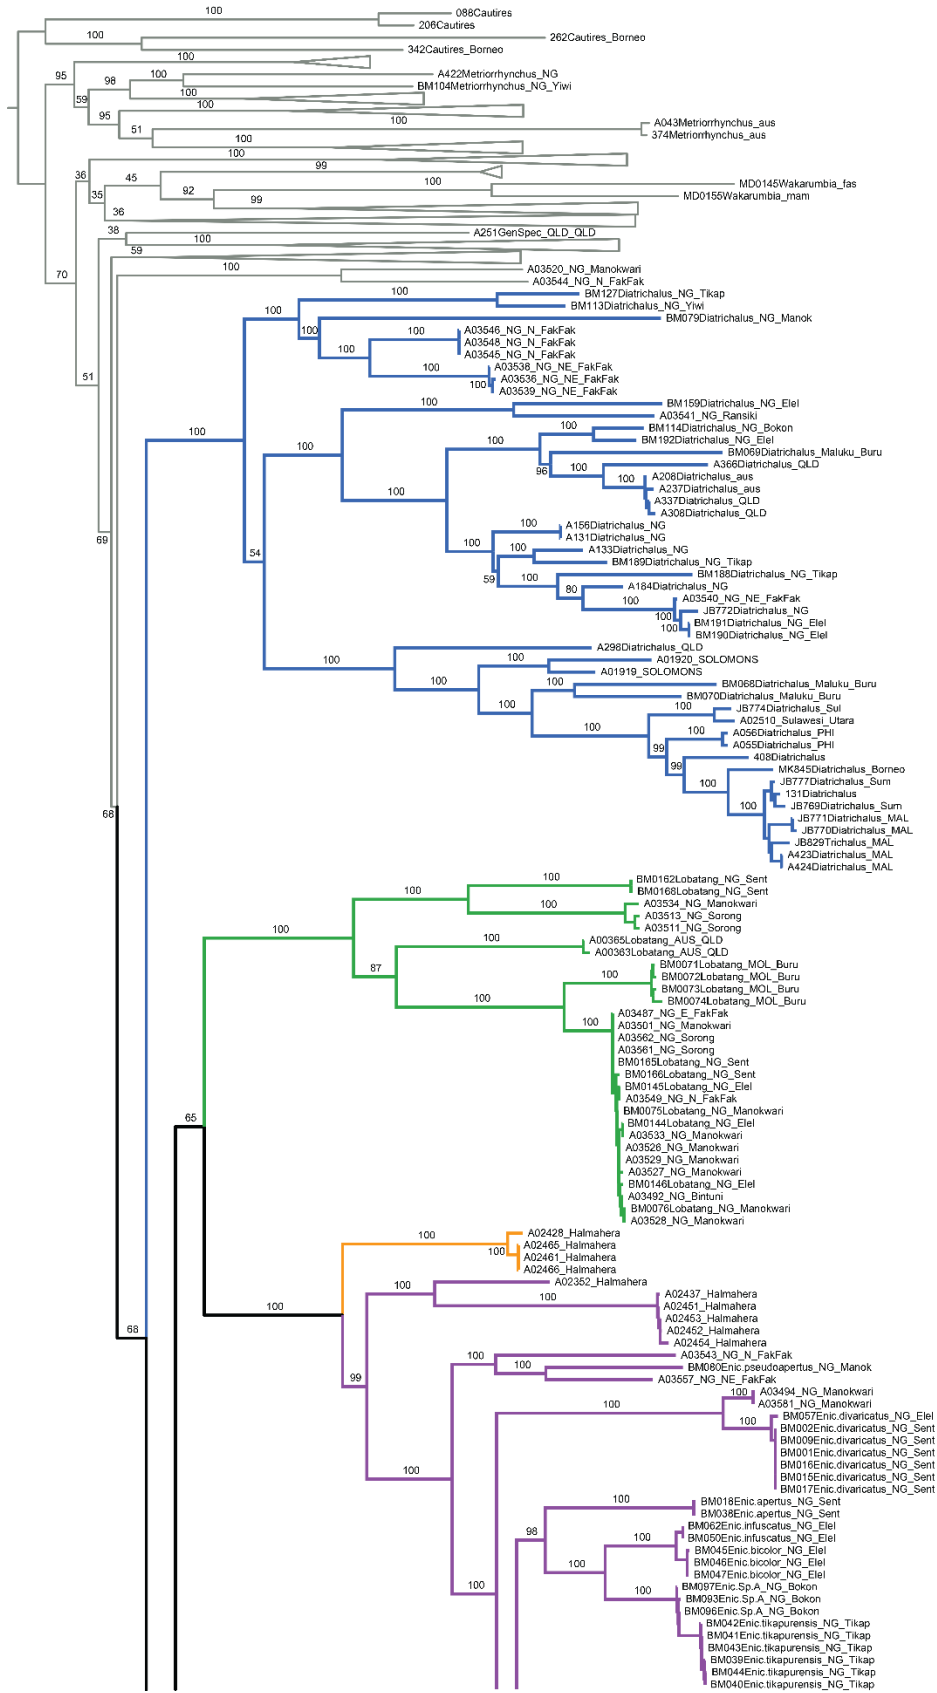 100
088Cautires
206Cautires
100
262Cautires_Borneo
100
342Cautires_Borneo
100
95
A422Metriorrhynchus_NG
100
98
BM104Metriorrhynchus_NG_Yiwi
100
59
100
95
100
A043Metriorrhynchus_aus
51
374Metriorrhynchus_aus
100
100
99
36
45
100
MD0145Wakarumbia_fas
92
35
99
MD0155Wakarumbia_mam
36
38
A251GenSpec_QLD_QLD
100
59
70
100
A03520_NG_Manokwari
A03544_NG_N_FakFak
100
BM127Diatrichalus_NG_Tikap
100
BM113Diatrichalus_NG_Yiwi
BM079Diatrichalus_NG_Manok
100
A03546_NG_N_FakFak
100
A03548_NG_N_FakFak
100
A03545_NG_N_FakFak
A03538_NG_NE_FakFak
51
100
A03536_NG_NE_FakFak
100
A03539_NG_NE_FakFak
100
BM159Diatrichalus_NG_Elel
A03541_NG_Ransiki
100
100
BM114Diatrichalus_NG_Bokon
100
100
BM192Diatrichalus_NG_Elel
100
BM069Diatrichalus_Maluku_Buru
96
A366Diatrichalus_QLD
100
A208Diatrichalus_aus
100
A237Diatrichalus_aus
100
A337Diatrichalus_QLD
A308Diatrichalus_QLD
100
A156Diatrichalus_NG
69
A131Diatrichalus_NG
100
100
A133Diatrichalus_NG
54
BM189Diatrichalus_NG_Tikap
59
BM188Diatrichalus_NG_Tikap
100
80
A184Diatrichalus_NG
A03540_NG_NE_FakFak
100
JB772Diatrichalus_NG
100
BM191Diatrichalus_NG_Elel
100
BM190Diatrichalus_NG_Elel
A298Diatrichalus_QLD
100
100
A01920_SOLOMONS
100
A01919_SOLOMONS
100
BM068Diatrichalus_Maluku_Buru
100
BM070Diatrichalus_Maluku_Buru
100
JB774Diatrichalus_Sul
100
A02510_Sulawesi_Utara
100
A056Diatrichalus_PHI
99
A055Diatrichalus_PHI
408Diatrichalus
99
MK845Diatrichalus_Borneo
100
JB777Diatrichalus_Sum
131Diatrichalus
100
JB769Diatrichalus_Sum
68
JB771Diatrichalus_MAL
JB770Diatrichalus_MAL
JB829Trichalus_MAL
A423Diatrichalus_MAL
A424Diatrichalus_MAL
BM0162Lobatang_NG_Sent
100
BM0168Lobatang_NG_Sent
100
A03534_NG_Manokwari
100
A03513_NG_Sorong
A03511_NG_Sorong
100
A00365Lobatang_AUS_QLD
100
A00363Lobatang_AUS_QLD
87
BM0071Lobatang_MOL_Buru
100
BM0072Lobatang_MOL_Buru
BM0073Lobatang_MOL_Buru
100
BM0074Lobatang_MOL_Buru
A03487_NG_E_FakFak
100
A03501_NG_Manokwari
A03562_NG_Sorong
A03561_NG_Sorong
BM0165Lobatang_NG_Sent
BM0166Lobatang_NG_Sent
BM0145Lobatang_NG_Elel
A03549_NG_N_FakFak
BM0075Lobatang_NG_Manokwari
65
BM0144Lobatang_NG_Elel
A03533_NG_Manokwari
A03526_NG_Manokwari
A03529_NG_Manokwari
A03527_NG_Manokwari
BM0146Lobatang_NG_Elel
A03492_NG_Bintuni
BM0076Lobatang_NG_Manokwari
A03528_NG_Manokwari
A02428_Halmahera
100
A02465_Halmahera
100
A02461_Halmahera
A02466_Halmahera
A02352_Halmahera
100
A02437_Halmahera
100
A02451_Halmahera
100
A02453_Halmahera
68
A02452_Halmahera
A02454_Halmahera
A03543_NG_N_FakFak
100
BM080Enic.pseudoapertus_NG_Manok
100
99
A03557_NG_NE_FakFak
A03494_NG_Manokwari
100
A03581_NG_Manokwari
100
BM057Enic.divaricatus_NG_Elel
100
BM002Enic.divaricatus_NG_Sent
BM009Enic.divaricatus_NG_Sent
BM001Enic.divaricatus_NG_Sent
BM016Enic.divaricatus_NG_Sent
100
BM015Enic.divaricatus_NG_Sent
BM017Enic.divaricatus_NG_Sent
100
BM018Enic.apertus_NG_Sent
BM038Enic.apertus_NG_Sent
98
BM062Enic.infuscatus_NG_Elel
100
BM050Enic.infuscatus_NG_Elel
BM045Enic.bicolor_NG_Elel
100
BM046Enic.bicolor_NG_Elel
BM047Enic.bicolor_NG_Elel
100
BM097Enic.Sp.A_NG_Bokon
100
BM093Enic.Sp.A_NG_Bokon
BM096Enic.Sp.A_NG_Bokon
BM042Enic.tikapurensis_NG_Tikap
BM041Enic.tikapurensis_NG_Tikap
BM043Enic.tikapurensis_NG_Tikap
BM039Enic.tikapurensis_NG_Tikap
BM044Enic.tikapurensis_NG_Tikap
BM040Enic.tikapurensis_NG_Tikap